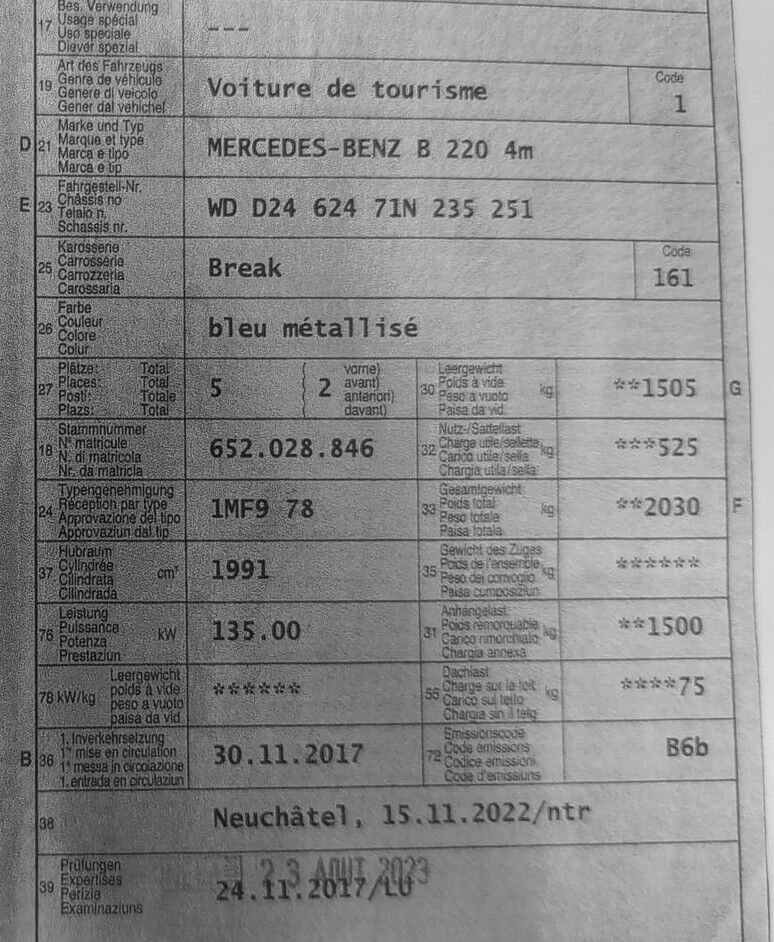 17 Bes. Verwendung
Usage spécial
Uso speciale
Diever spezial
---
19 Art des Fahrzeugs
Genre de véhicule
Genere di veicolo
Gener dal vehichel
Voiture de tourisme
Code
1
D 21 Marke und Typ
Marque et type
Marca e tipo
Marca e tip
MERCEDES-BENZ B 220 4m
E 23 Fahrgestell-Nr.
Châssis no
Telaio n.
Schassis nr.
WD D24 624 71N 235 251
25 Karosserie
Carrosserie
Carrozzeria
Carossaria
Break
Code
161
26 Farbe
Couleur
Colore
Colur
bleu métallisé
27 Plätze: Total
Places: Total
Posti: Totale
Plazs: Total
5
( vorne)
( 2 avant)
( anteriori)
( davant)
30 Leergewicht
Poids à vide
Peso a vuoto
Paisa da vid
kg
**1505
G
18 Stammnummer
N° matricule
N. di matricola
Nr. da matricla
652.028.846
32 Nutz-/Sattellast
Charge utile/sellette
Carico utile/sella
Chargia utila/sella
kg
***525
24 Typengenehmigung
Réception par type
Approvazione del tipo
Approvaziun dal tip
1MF9 78
33 Gesamtgewicht
Poids total
Peso totale
Paisa totala
kg
**2030
F
37 Hubraum
Cylindrée
Cilindrata
Cilindrada
cm³
1991
35 Gewicht des Zuges
Poids de l'ensemble
Peso del convoglio
Paisa cumposiziun
kg
******
76 Leistung
Puissance
Potenza
Prestaziun
kW
135.00
31 Anhängelast
Poids remorquable
Carico rimorchiato
Chargia annexa
kg
**1500
78 kW/kg
Leergewicht
poids à vide
peso a vuoto
paisa da vid
******
55 Dachlast
Charge sur le toit
Carico sul tetto
Chargia sin il tetg
kg
****75
B 36 1. Inverkehrsetzung
1re mise en circulation
1a messa in circolazione
1. entrada en circulaziun
30.11.2017
72 Emissionscode
Code émissions
Codice emissioni
Code d'emissiuns
B6b
38
Neuchâtel, 15.11.2022/ntr
39 Prüfungen
Expertises
Perizie
Examinaziuns
23 AOUT 2023
24.11.2017/LU